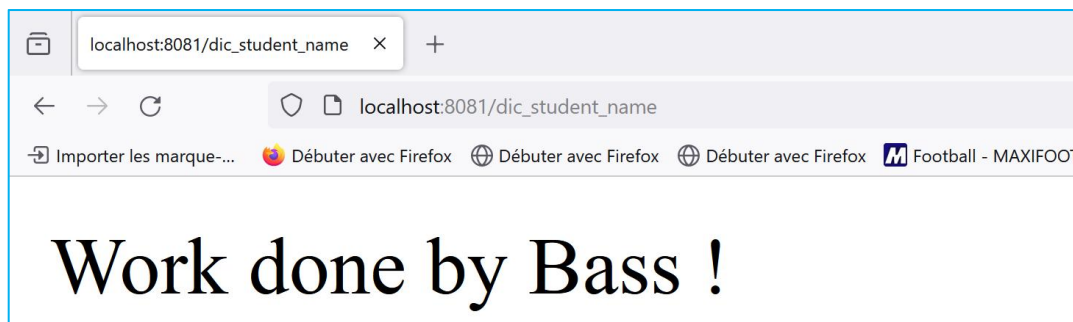 localhost:8081/dic_student_name
localhost:8081/dic_student_name
Importer les marque-... Débuter avec Firefox Débuter avec Firefox Débuter avec Firefox M Football - MAXIFOOT
Work done by Bass !